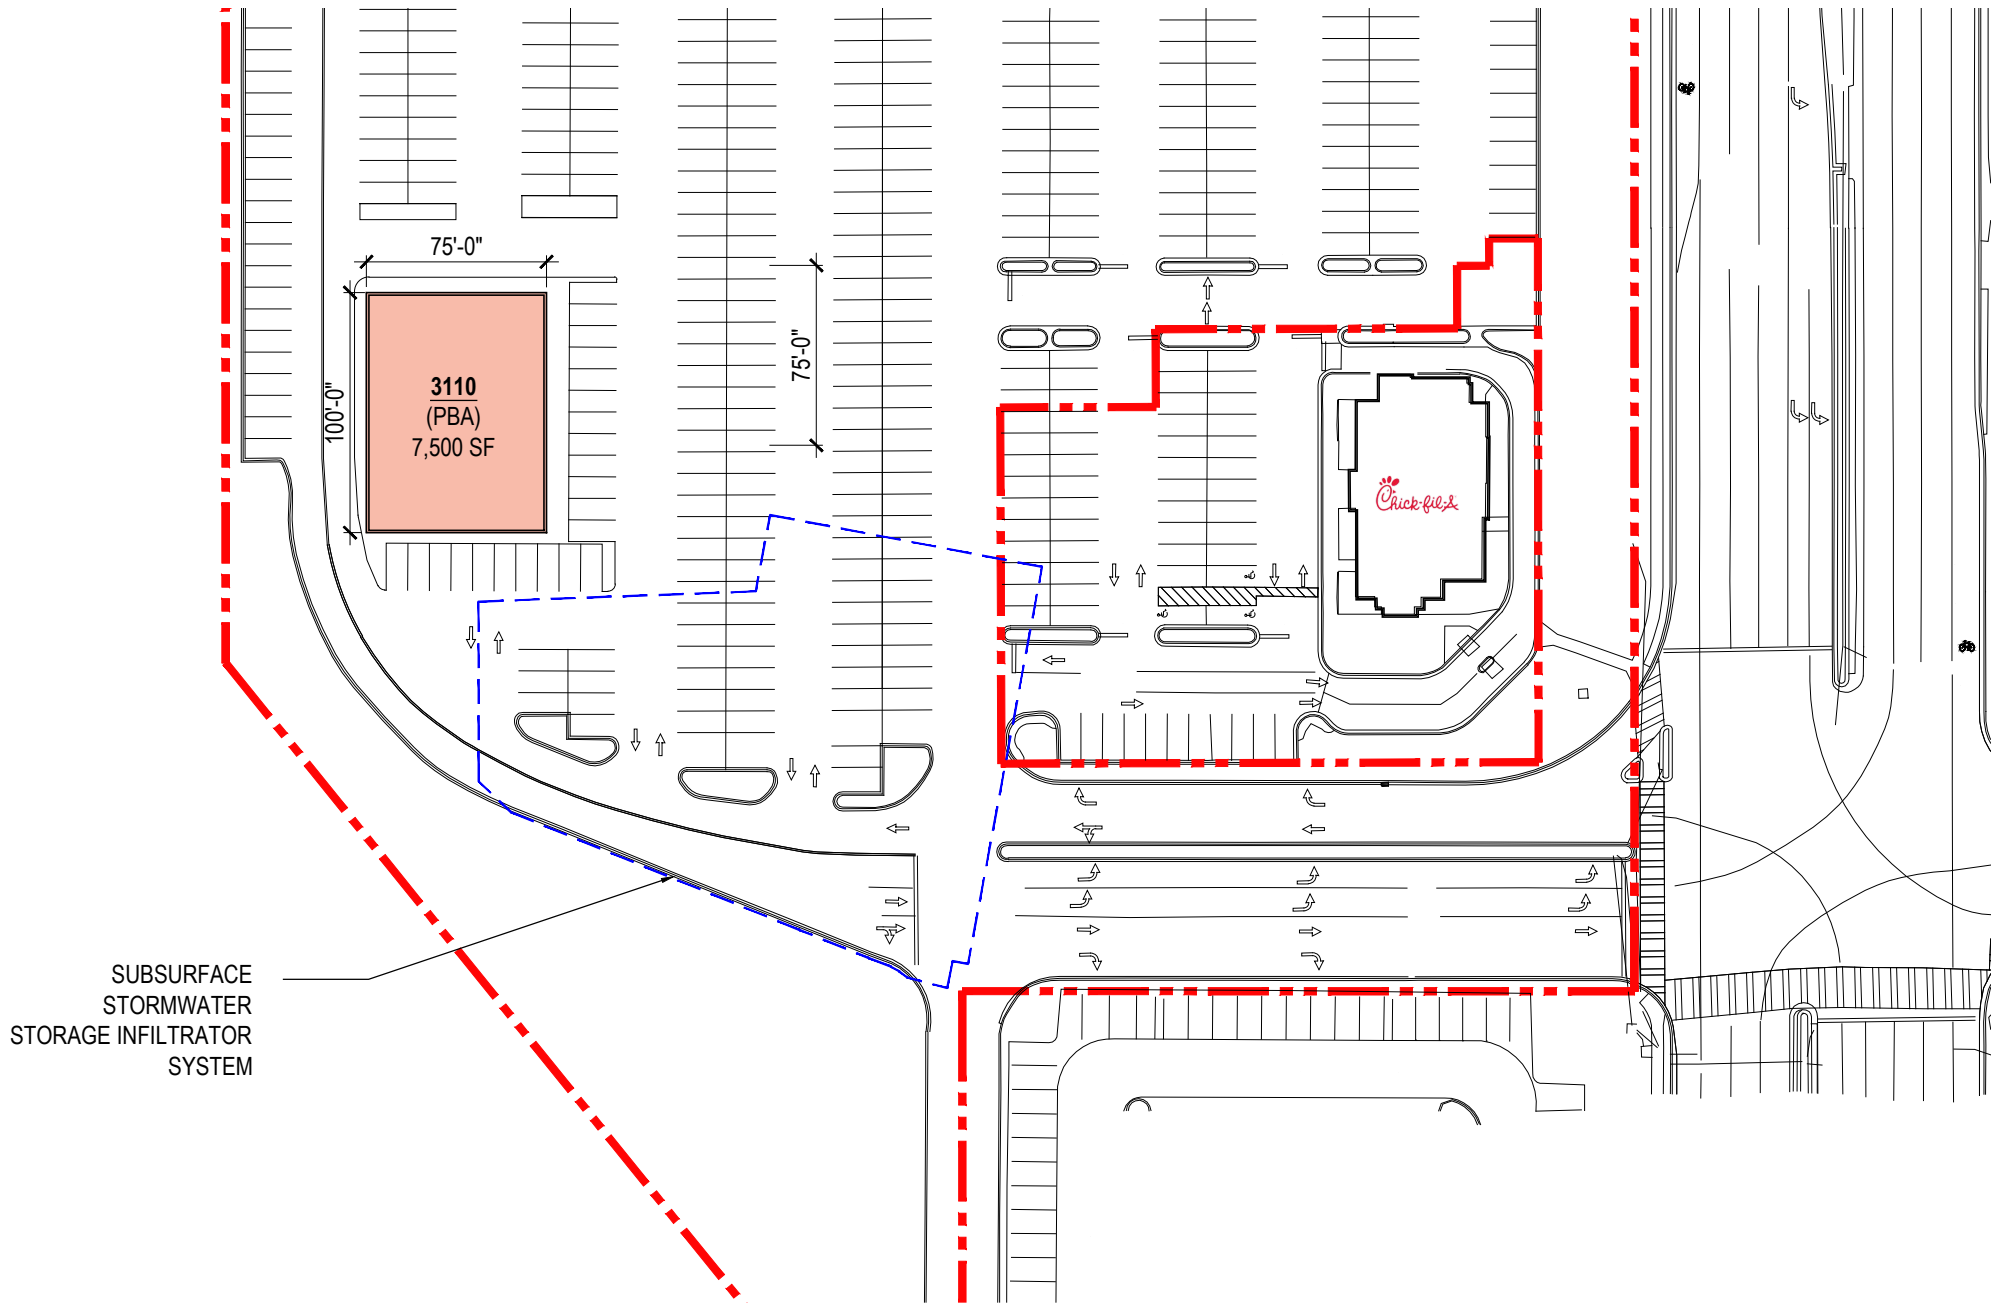 75'-0"
75'-0"
100'-0"
3110
(PBA)
7,500 SF
Chick-fil-A
SUBSURFACE
STORMWATER
STORAGE INFILTRATOR
SYSTEM